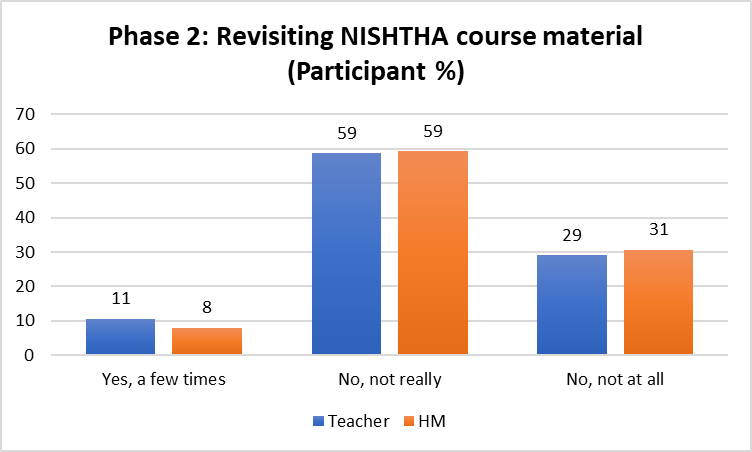 Phase 2: Revisiting NISHTHA course material
(Participant %)
70
60
50
40
30
20
10
0
11
8
59
59
29
31
Yes, a few times
No, not really
No, not at all
Teacher
HM